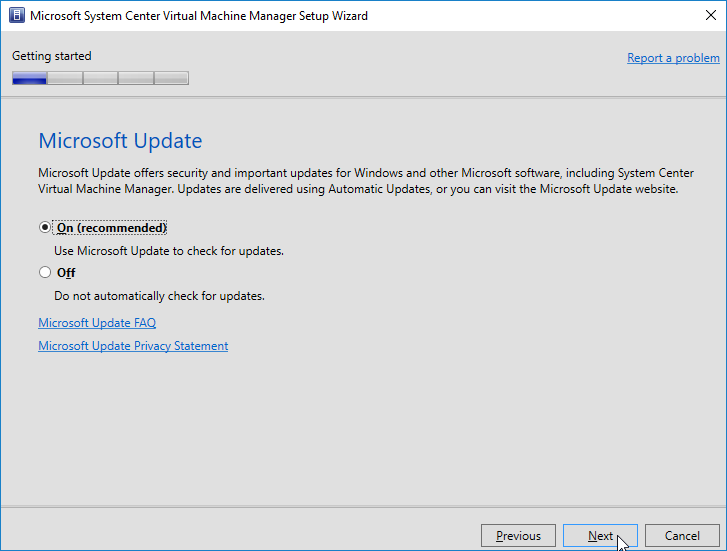 Microsoft System Center Virtual Machine Manager Setup Wizard
Getting started
Report a problem
Microsoft Update
Microsoft Update offers security and important updates for Windows and other Microsoft software, including System Center
Virtual Machine Manager. Updates are delivered using Automatic Updates, or you can visit the Microsoft Update website.
On (recommended)
Use Microsoft Update to check for updates.
Off
Do not automatically check for updates.
Microsoft Update FAQ
Microsoft Update Privacy Statement
Previous
Next
Cancel